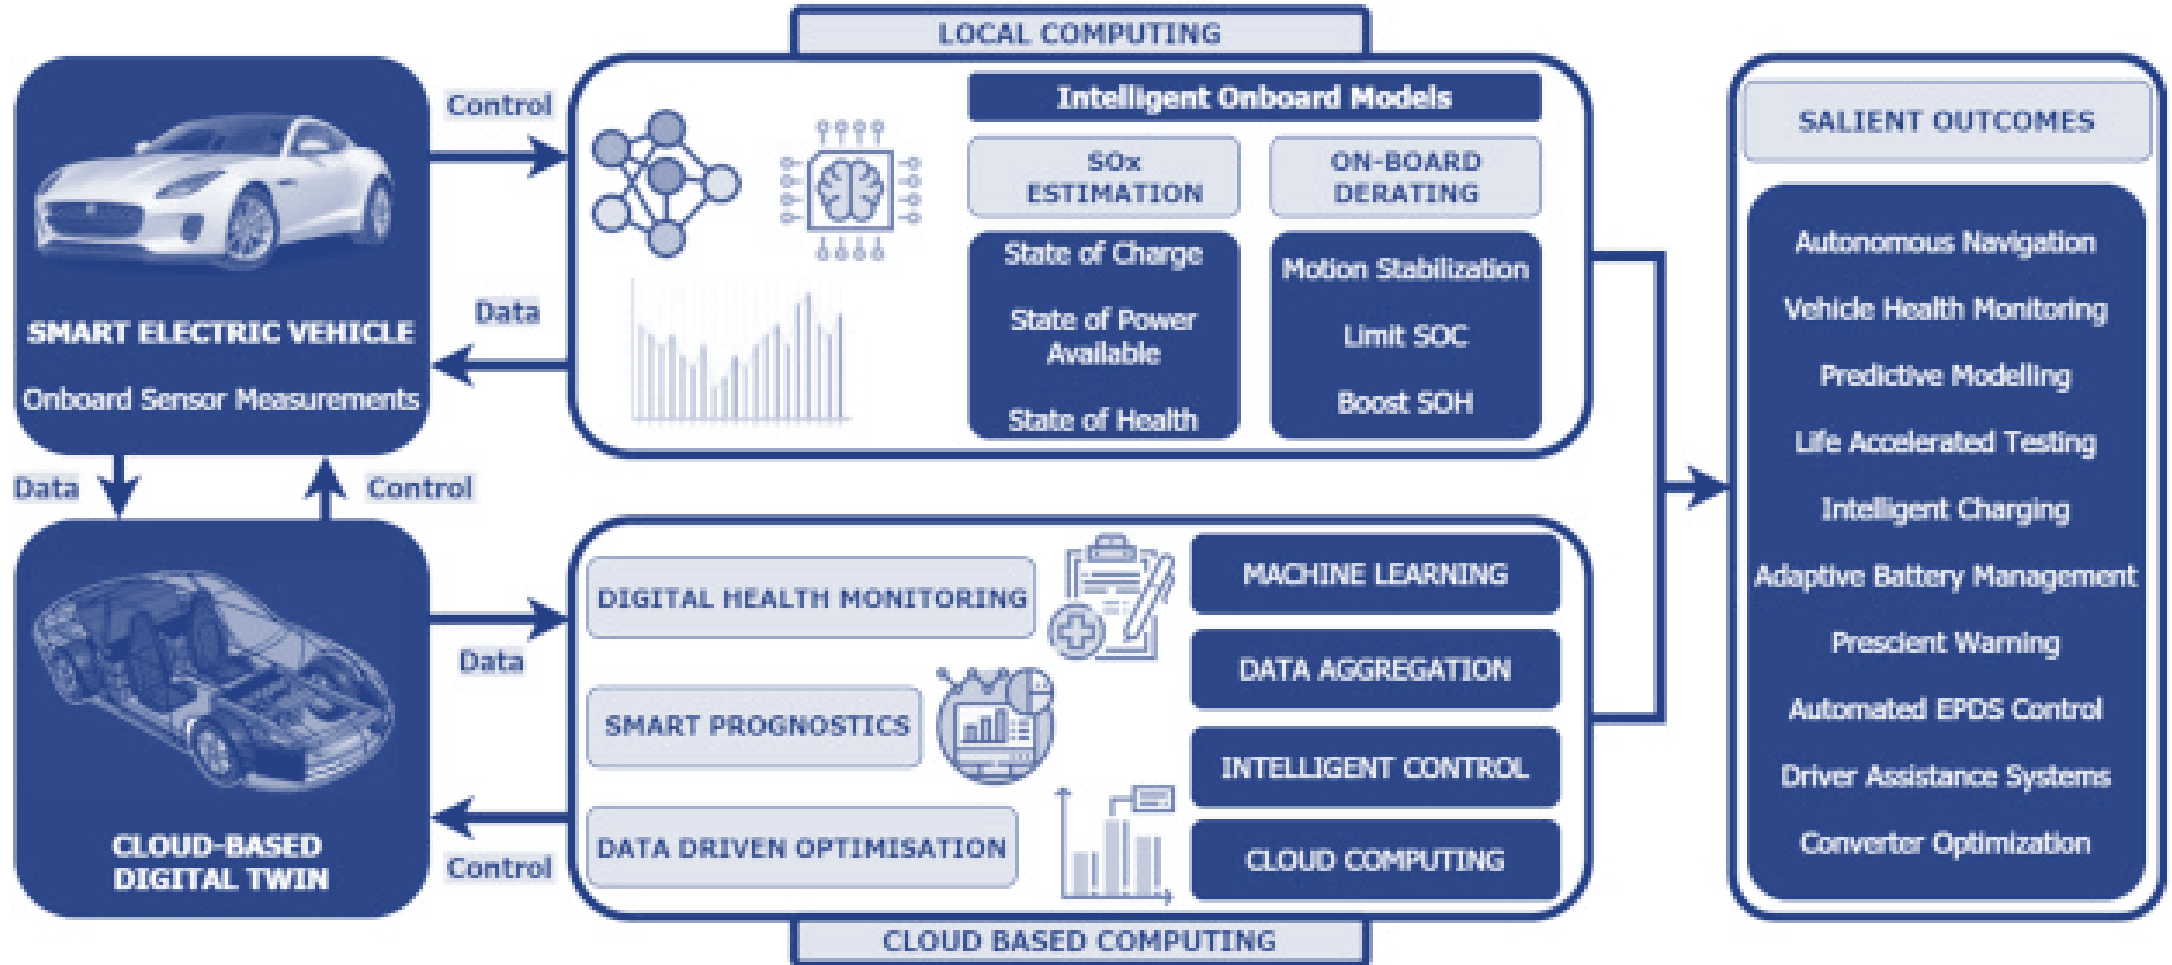 LOCAL COMPUTING
Control
Intelligent Onboard Models
SOx
ESTIMATION
ON-BOARD
DERATING
State of Charge
State of Power
Available
State of Health
Motion Stabilization
Limit SOC
Boost SOH
Data
SMART ELECTRIC VEHICLE
Onboard Sensor Measurements
Data
Control
DIGITAL HEALTH MONITORING
SMART PROGNOSTICS
DATA DRIVEN OPTIMISATION
MACHINE LEARNING
DATA AGGREGATION
INTELLIGENT CONTROL
CLOUD COMPUTING
Data
Control
CLOUD-BASED
DIGITAL TWIN
CLOUD BASED COMPUTING
SALIENT OUTCOMES
Autonomous Navigation
Vehicle Health Monitoring
Predictive Modelling
Life Accelerated Testing
Intelligent Charging
Adaptive Battery Management
Prescient Warning
Automated EPDS Control
Driver Assistance Systems
Converter Optimization